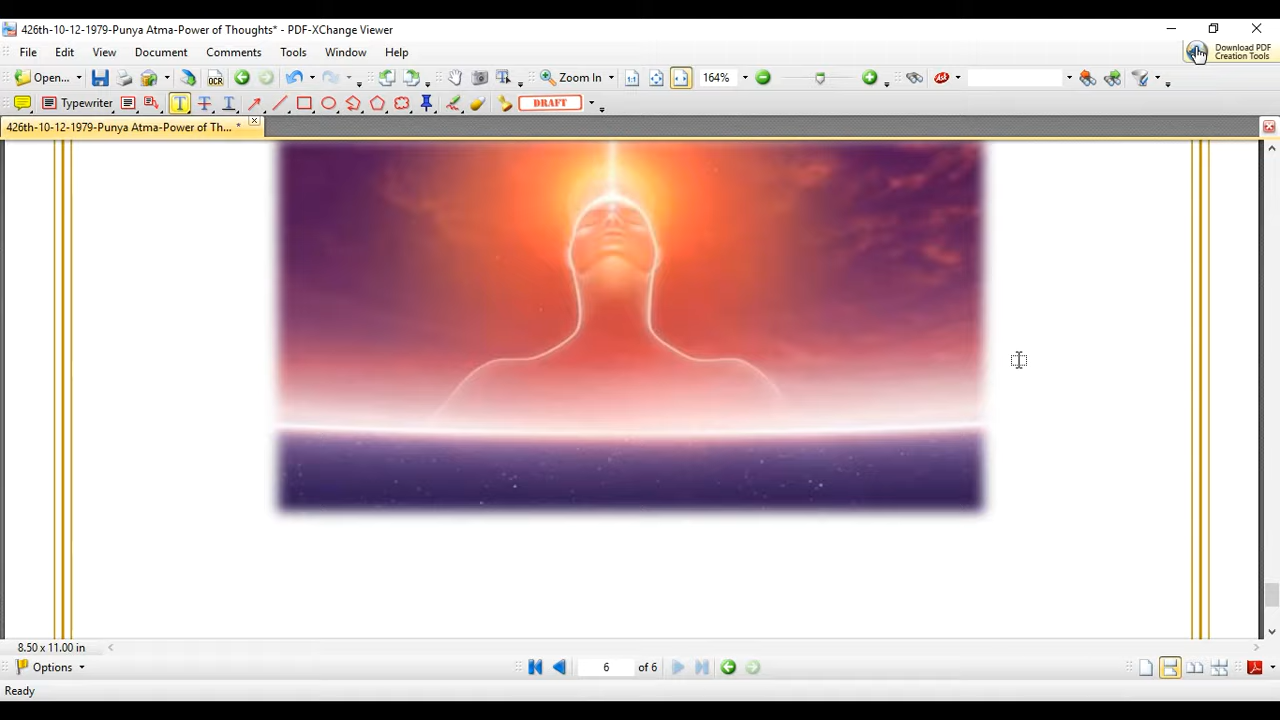 426th-10-12-1979-Punya Atma-Power of Thoughts* - PDF-XChange Viewer
File Edit View Document Comments Tools Window Help
Download PDF Creation Tools
Open... OCR Zoom In 164%
Typewriter T T T DRAFT
426th-10-12-1979-Punya Atma-Power of Th... *
8.50 x 11.00 in
Options 6 of 6
Ready